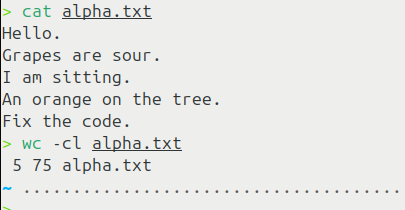 > cat alpha.txt
Hello.
Grapes are sour.
I am sitting.
An orange on the tree.
Fix the code.
> wc -cl alpha.txt
 5 75 alpha.txt
~ ......................................
>